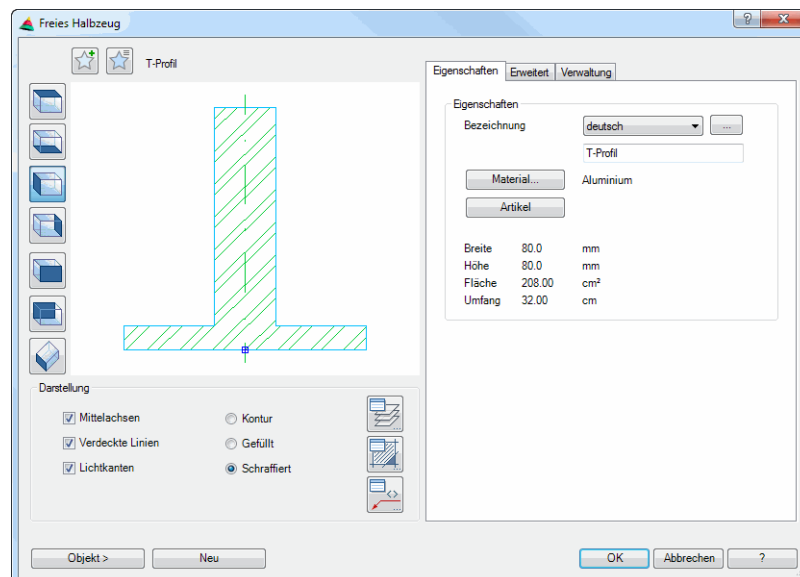 Freies Halbzeug
?
T-Profil
Eigenschaften Erweitert Verwaltung
Eigenschaften
Bezeichnung deutsch ...
T-Profil
Material... Aluminium
Artikel
Breite 80.0 mm
Höhe 80.0 mm
Fläche 208.00 cm²
Umfang 32.00 cm
Darstellung
Mittelachsen Kontur
Verdeckte Linien Gefüllt
Lichtkanten Schraffiert
Objekt > Neu OK Abbrechen ?